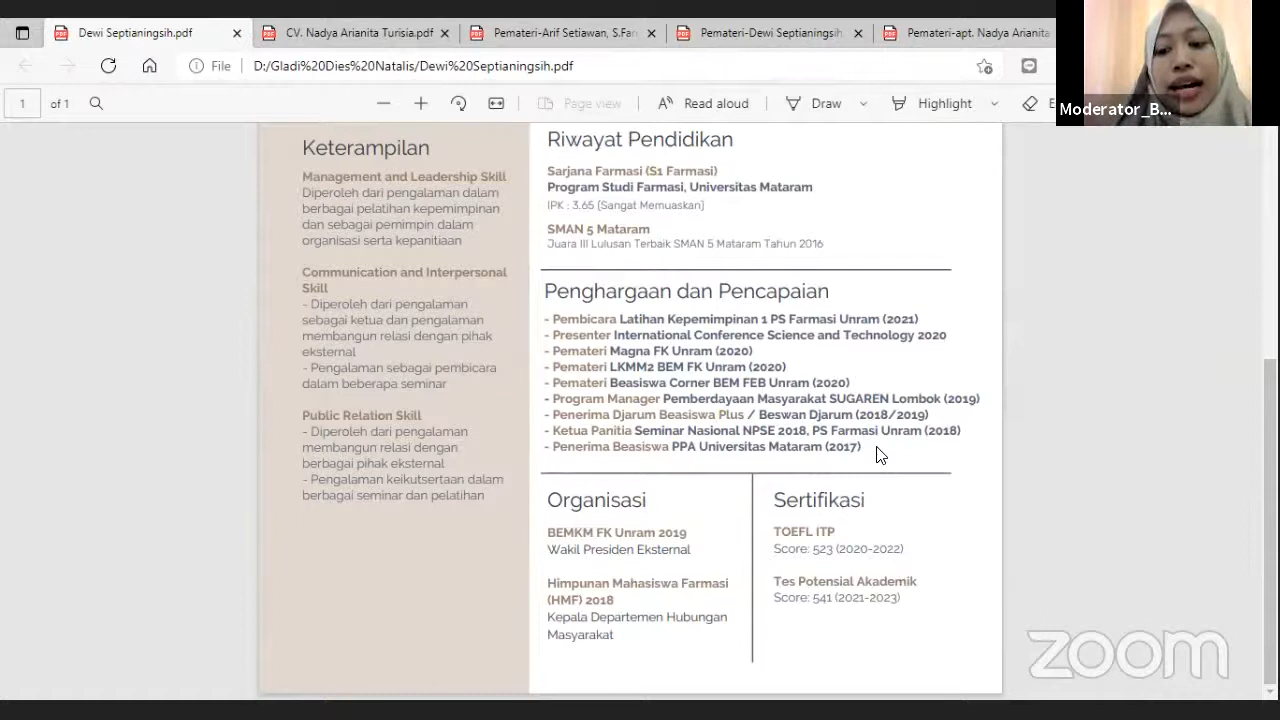 Dewi Septianingsih.pdf
CV. Nadya Arianita Turisia.pdf
Pemateri-Arif Setiawan, S.Far
Pemateri-Dewi Septianingsih
Pemateri-apt. Nadya Arianita
File
D:/Gladi%20Dies%20Natalis/Dewi%20Septianingsih.pdf
1 of 1
Page view
Read aloud
Draw
Highlight
E
Moderator_B...
Keterampilan
Management and Leadership Skill
Diperoleh dari pengalaman dalam
berbagai pelatihan kepemimpinan
dan sebagai pemimpin dalam
organisasi serta kepanitiaan
Communication and Interpersonal
Skill
- Diperoleh dari pengalaman
sebagai ketua dan pengalaman
membangun relasi dengan pihak
eksternal
- Pengalaman sebagai pembicara
dalam beberapa seminar
Public Relation Skill
- Diperoleh dari pengalaman
membangun relasi dengan
berbagai pihak eksternal
- Pengalaman keikutsertaan dalam
berbagai seminar dan pelatihan
Riwayat Pendidikan
Sarjana Farmasi (S1 Farmasi)
Program Studi Farmasi, Universitas Mataram
IPK : 3.65 (Sangat Memuaskan)
SMAN 5 Mataram
Juara III Lulusan Terbaik SMAN 5 Mataram Tahun 2016
Penghargaan dan Pencapaian
- Pembicara Latihan Kepemimpinan 1 PS Farmasi Unram (2021)
- Presenter International Conference Science and Technology 2020
- Pemateri Magna FK Unram (2020)
- Pemateri LKMM2 BEM FK Unram (2020)
- Pemateri Beasiswa Corner BEM FEB Unram (2020)
- Program Manager Pemberdayaan Masyarakat SUGAREN Lombok (2019)
- Penerima Djarum Beasiswa Plus / Beswan Djarum (2018/2019)
- Ketua Panitia Seminar Nasional NPSE 2018, PS Farmasi Unram (2018)
- Penerima Beasiswa PPA Universitas Mataram (2017)
Organisasi
BEMKM FK Unram 2019
Wakil Presiden Eksternal
Himpunan Mahasiswa Farmasi
(HMF) 2018
Kepala Departemen Hubungan
Masyarakat
Sertifikasi
TOEFL ITP
Score: 523 (2020-2022)
Tes Potensial Akademik
Score: 541 (2021-2023)
zoom